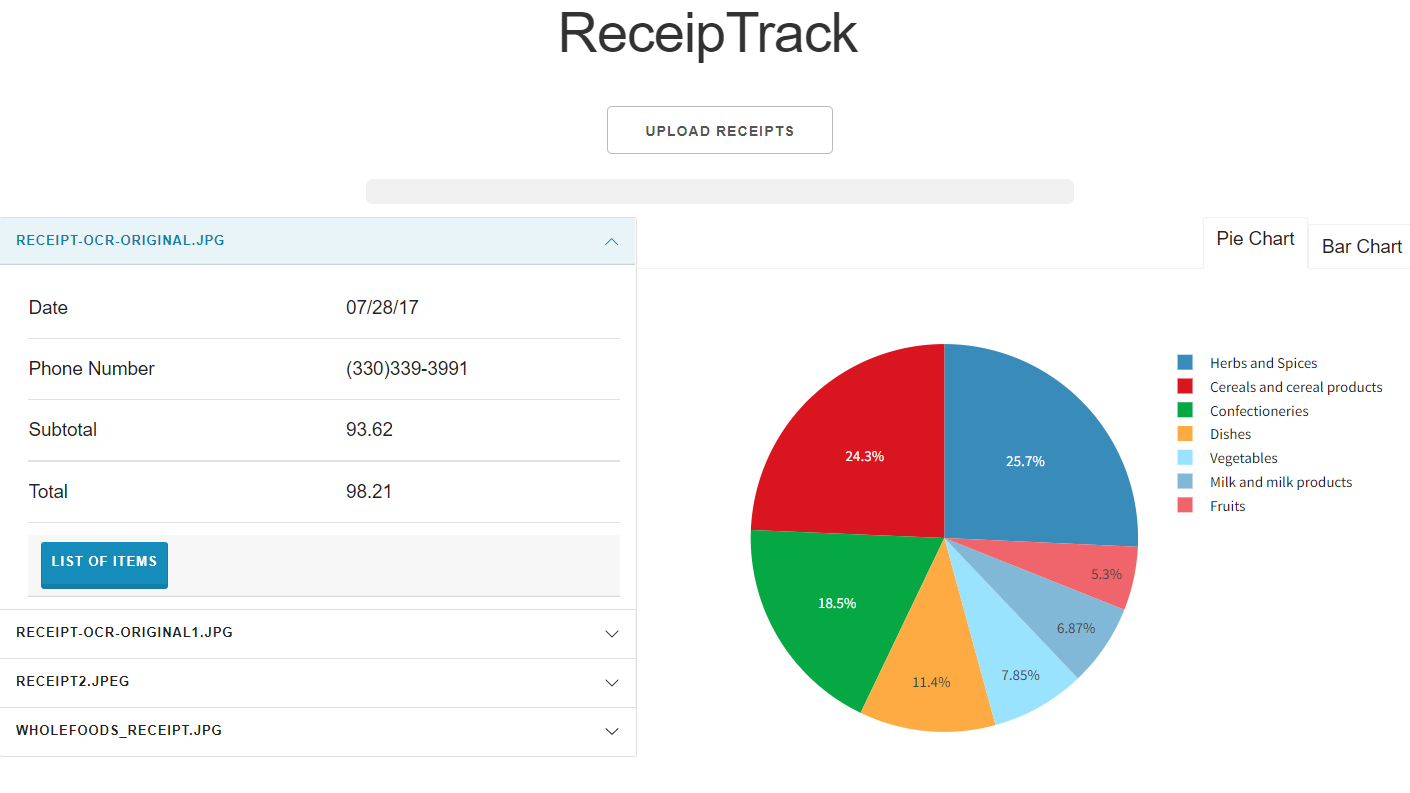 ReceipTrack
UPLOAD RECEIPTS
RECEIPT-OCR-ORIGINAL.JPG
Date 07/28/17
Phone Number (330)339-3991
Subtotal 93.62
Total 98.21
LIST OF ITEMS
RECEIPT-OCR-ORIGINAL1.JPG
RECEIPT2.JPEG
WHOLEFOODS_RECEIPT.JPG
Pie Chart
Bar Chart
24.3%
25.7%
5.3%
18.5%
6.87%
7.85%
11.4%
Herbs and Spices
Cereals and cereal products
Confectioneries
Dishes
Vegetables
Milk and milk products
Fruits